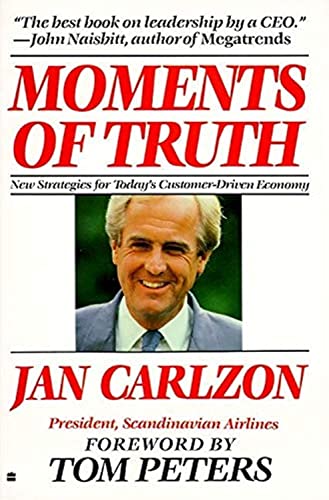 "The best book on leadership by a CEO."
—John Naisbitt, author of Megatrends
MOMENTS
OF TRUTH
New Strategies for Today's Customer-Driven Economy
JAN CARLZON
President, Scandinavian Airlines
FOREWORD BY
TOM PETERS